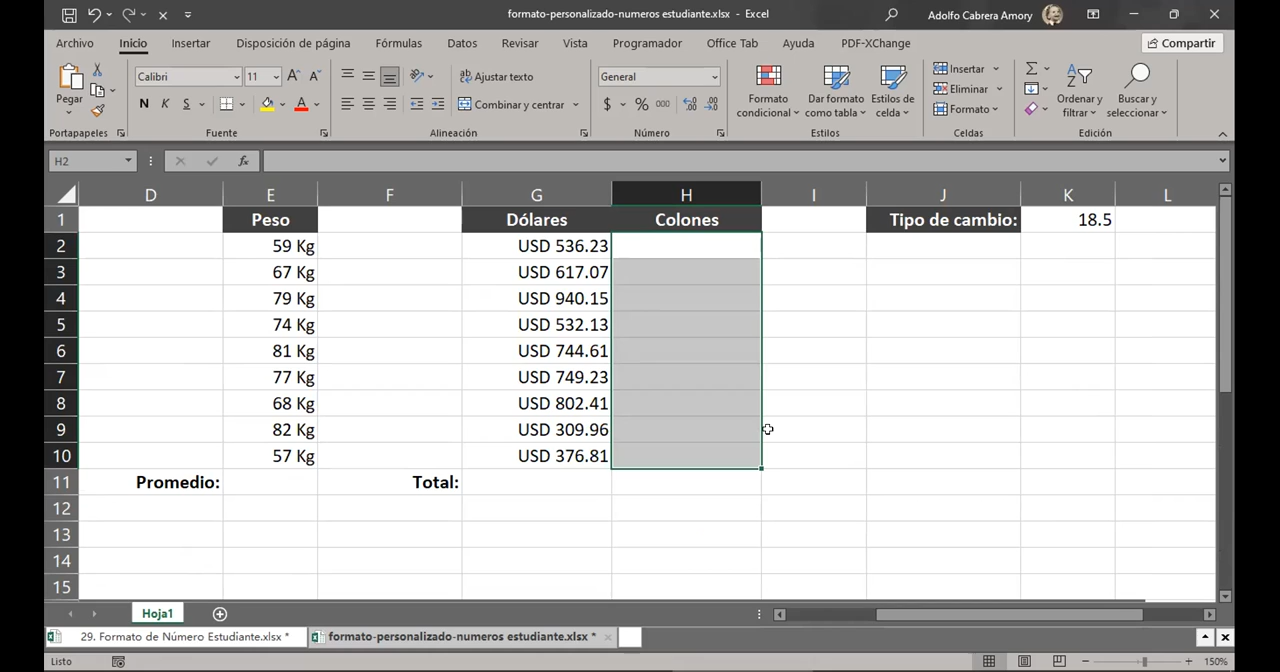 formato-personalizado-numeros estudiante.xlsx - Excel
Adolfo Cabrera Amory
Archivo Inicio Insertar Disposición de página Fórmulas Datos Revisar Vista Programador Office Tab Ayuda PDF-XChange Compartir
Pegar
Calibri 11
N K S
Ajustar texto
Combinar y centrar
General
$ % 000
Formato condicional
Dar formato como tabla
Estilos de celda
Insertar
Eliminar
Formato
Ordenar y filtrar
Buscar y seleccionar
Portapapeles Fuente Alineación Número Estilos Celdas Edición
H2 fx
D E F G H I J K L
1 Peso Dólares Colones Tipo de cambio: 18.5
2 59 Kg USD 536.23
3 67 Kg USD 617.07
4 79 Kg USD 940.15
5 74 Kg USD 532.13
6 81 Kg USD 744.61
7 77 Kg USD 749.23
8 68 Kg USD 802.41
9 82 Kg USD 309.96
10 57 Kg USD 376.81
11 Promedio: Total:
12
13
14
15
Hoja1
29. Formato de Número Estudiante.xlsx * formato-personalizado-numeros estudiante.xlsx *
Listo 150%